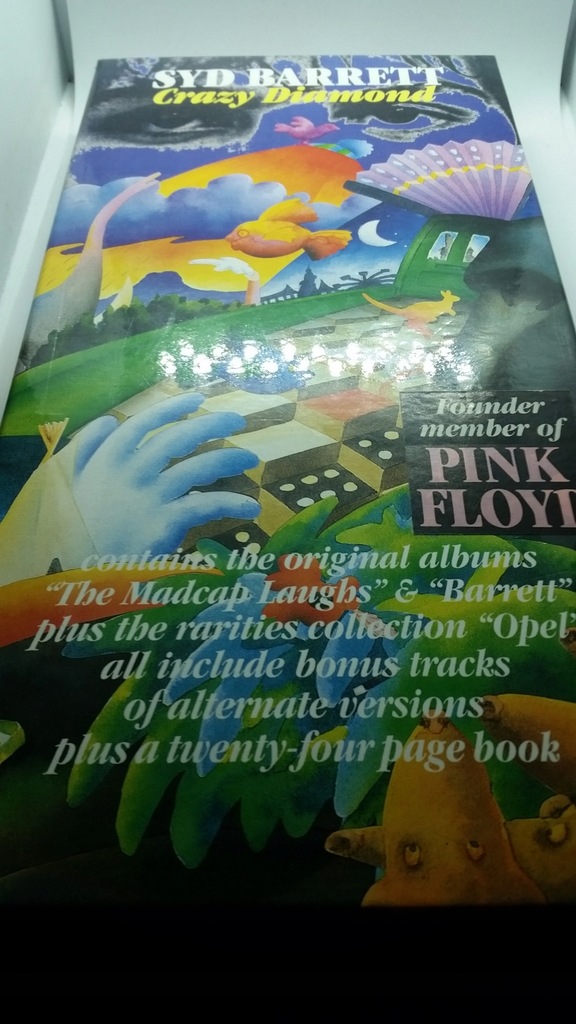 SYD BARRETT
Crazy Diamond
Founder
member of
PINK
FLOYD
contains the original albums
"The Madcap Laughs" & "Barrett"
plus the rarities collection "Opel"
all include bonus tracks
of alternate versions
plus a twenty-four page book